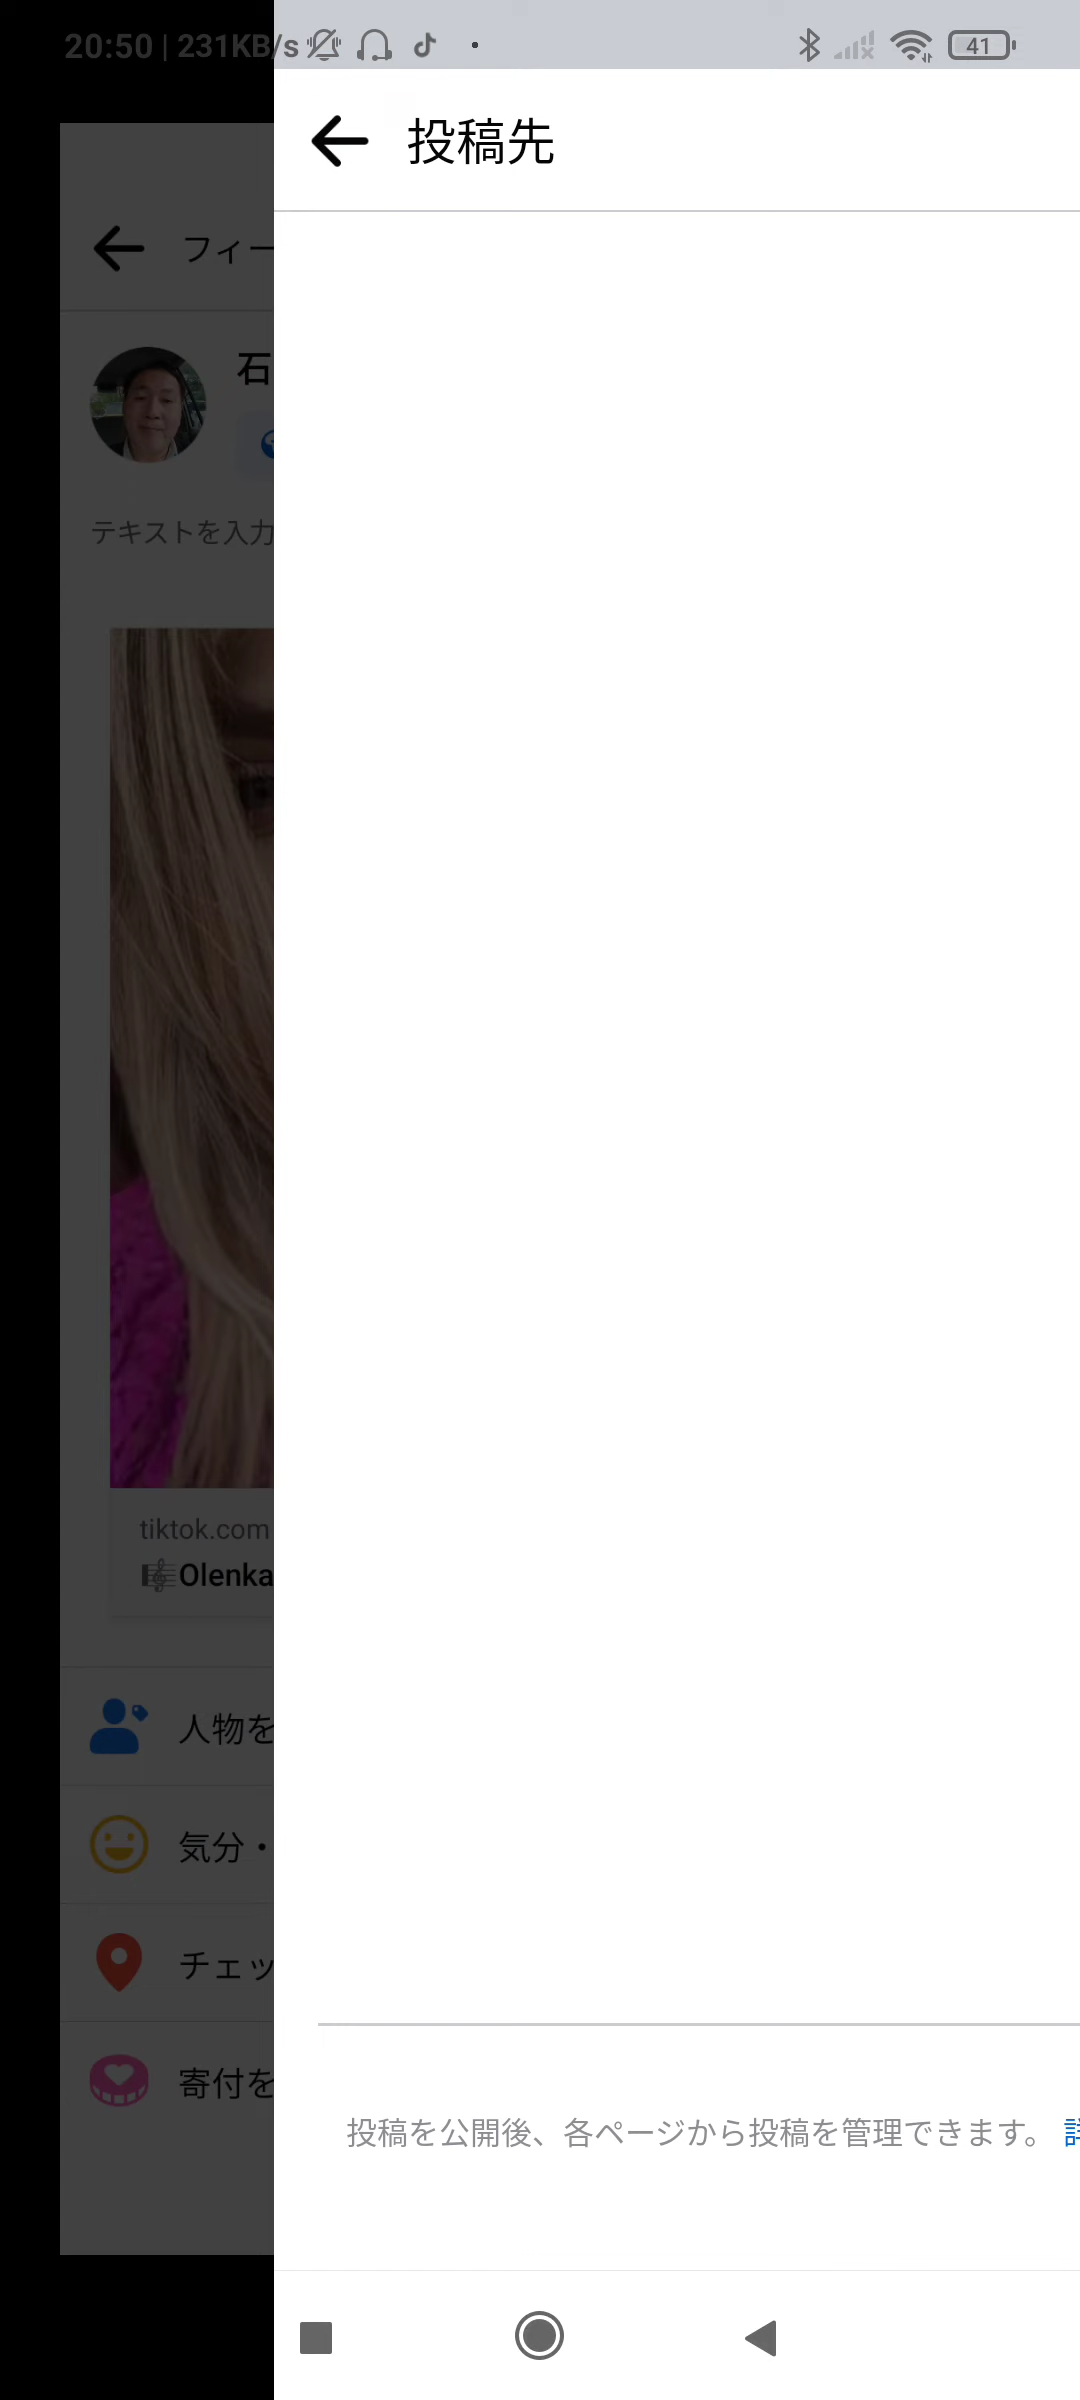 20:50 | 231KB/s
41
投稿先
フィー
石
テキストを入力
tiktok.com
🎼Olenka
人物を
気分・
チェッ
寄付を
投稿を公開後、各ページから投稿を管理できます。 詳